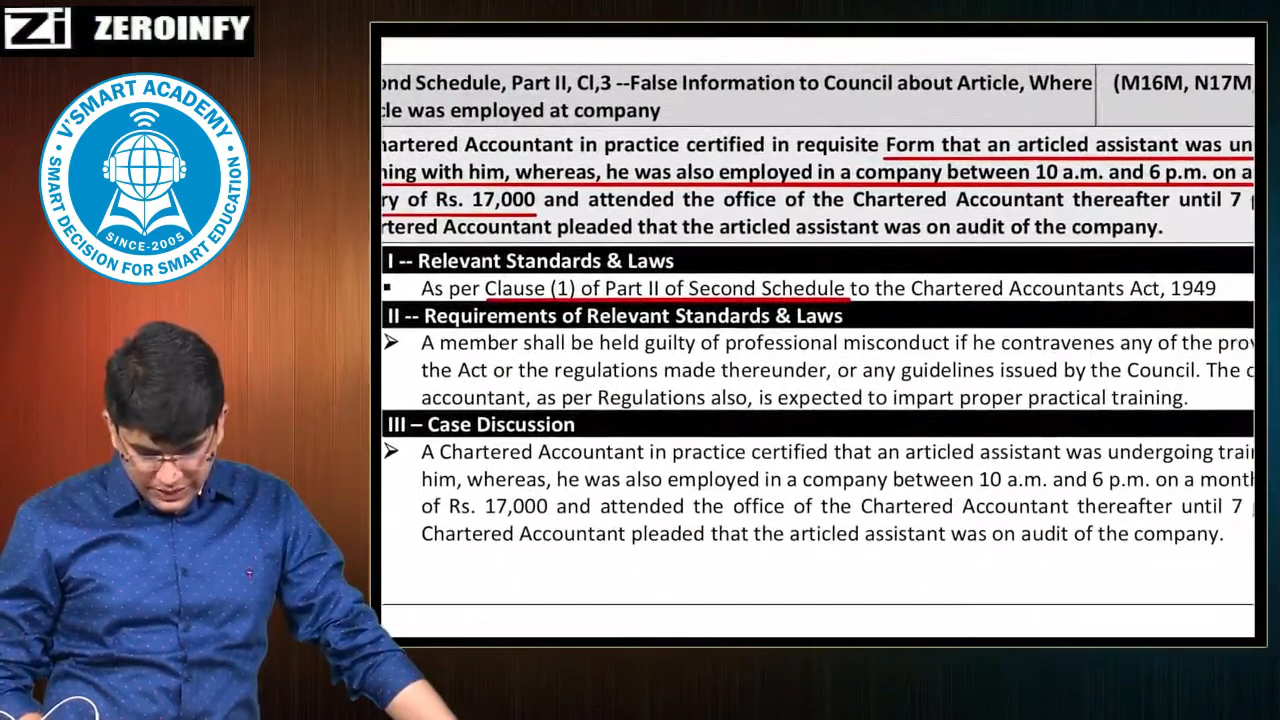 Zi ZEROINFY
V'SMART ACADEMY
SINCE-2005
SMART DECISION FOR SMART EDUCATION
ond Schedule, Part II, Cl,3 --False Information to Council about Article, Where (M16M, N17M
cle was employed at company
hartered Accountant in practice certified in requisite Form that an articled assistant was un
ning with him, whereas, he was also employed in a company between 10 a.m. and 6 p.m. on a
ry of Rs. 17,000 and attended the office of the Chartered Accountant thereafter until 7
rtered Accountant pleaded that the articled assistant was on audit of the company.
I -- Relevant Standards & Laws
▪ As per Clause (1) of Part II of Second Schedule to the Chartered Accountants Act, 1949
II -- Requirements of Relevant Standards & Laws
➢ A member shall be held guilty of professional misconduct if he contravenes any of the prov
the Act or the regulations made thereunder, or any guidelines issued by the Council. The c
accountant, as per Regulations also, is expected to impart proper practical training.
III – Case Discussion
➢ A Chartered Accountant in practice certified that an articled assistant was undergoing trai
him, whereas, he was also employed in a company between 10 a.m. and 6 p.m. on a month
of Rs. 17,000 and attended the office of the Chartered Accountant thereafter until 7
Chartered Accountant pleaded that the articled assistant was on audit of the company.